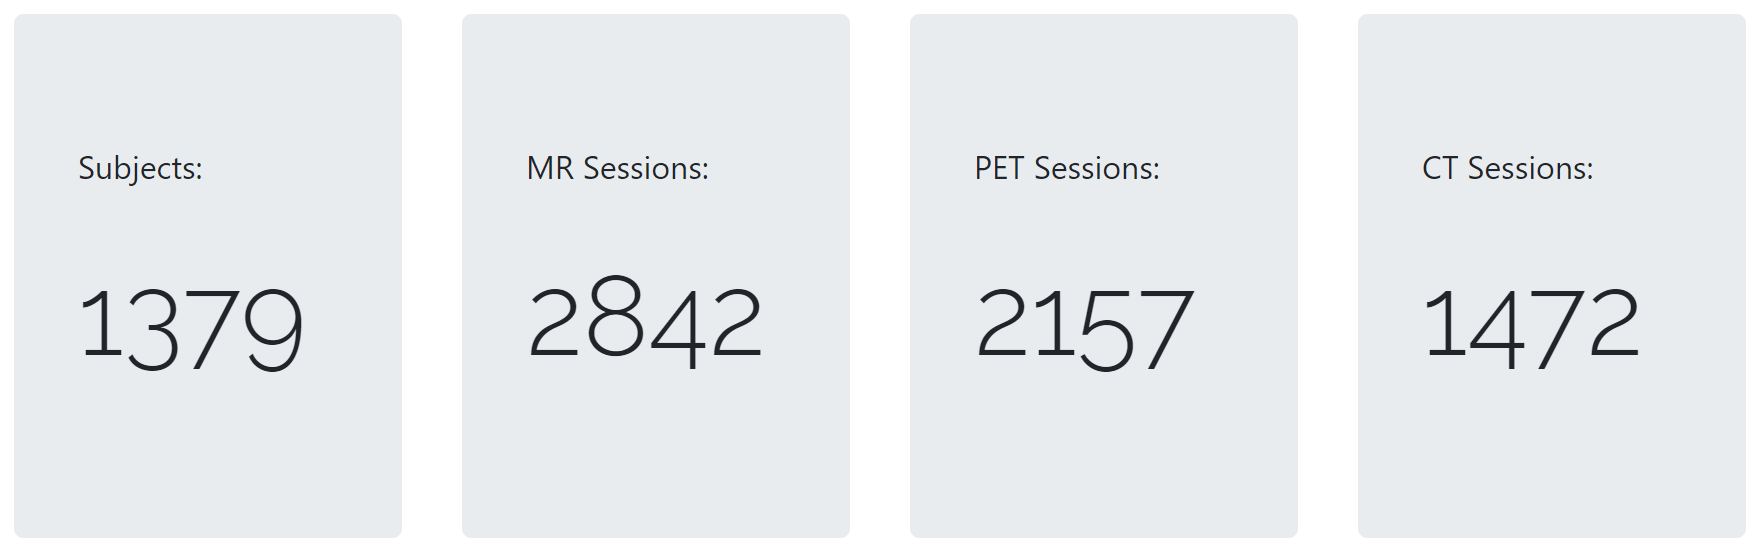 Subjects:
1379
MR Sessions:
2842
PET Sessions:
2157
CT Sessions:
1472